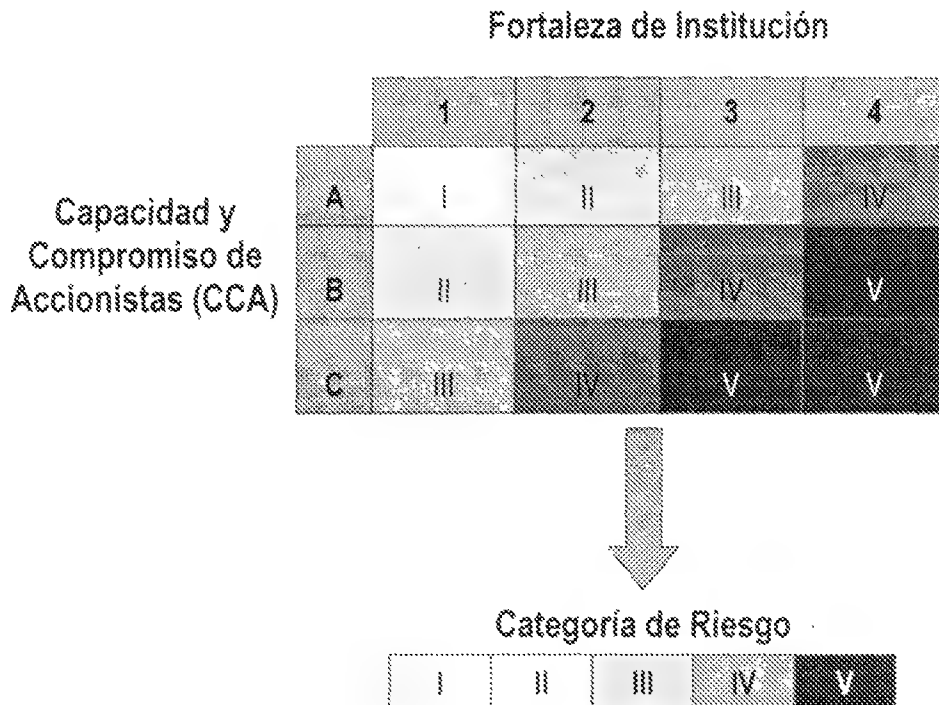 Fortaleza de Institución
1 2 3 4
Capacidad y
Compromiso de
Accionistas (CCA)
A I II III IV
B II III IV V
C III IV V V
Categoría de Riesgo
I II III IV V